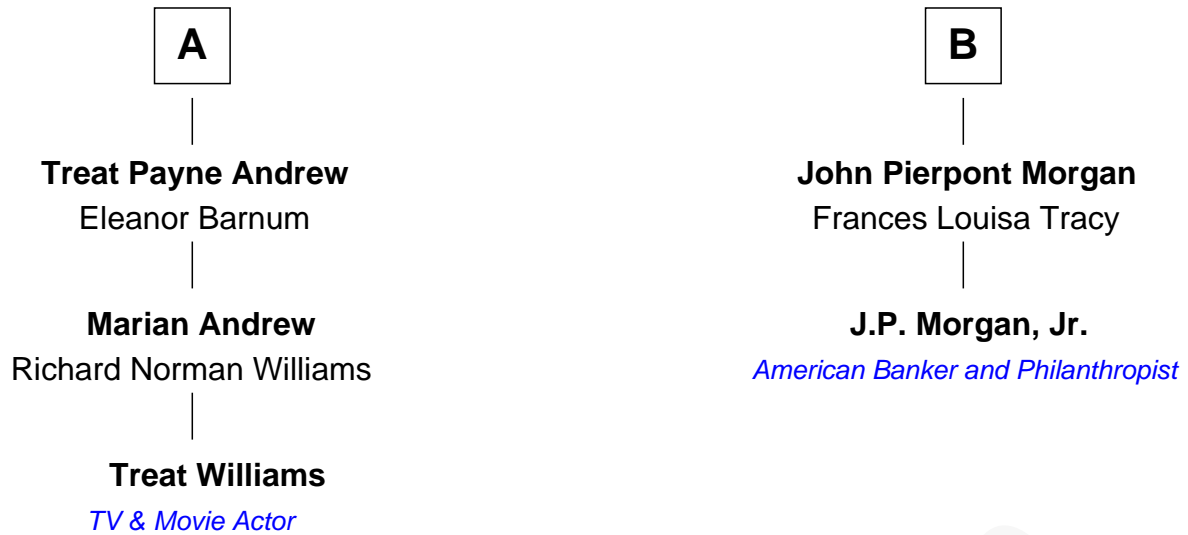 A
Treat Payne Andrew
Eleanor Barnum
Marian Andrew
Richard Norman Williams
Treat Williams
TV & Movie Actor
B
John Pierpont Morgan
Frances Louisa Tracy
J.P. Morgan, Jr.
American Banker and Philanthropist